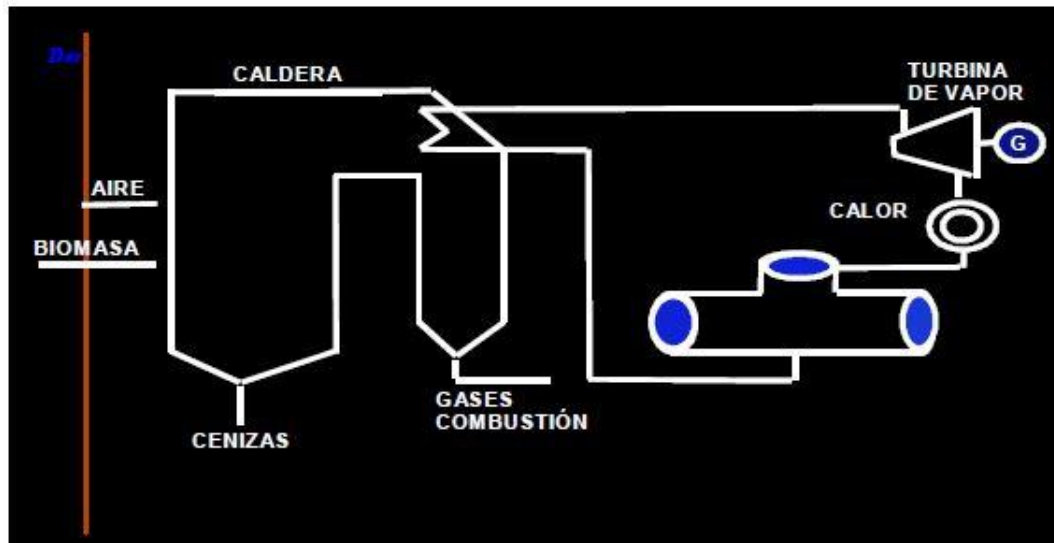 CALDERA
TURBINA
DE VAPOR
G
AIRE
CALOR
BIOMASA
GASES
COMBUSTIÓN
CENIZAS